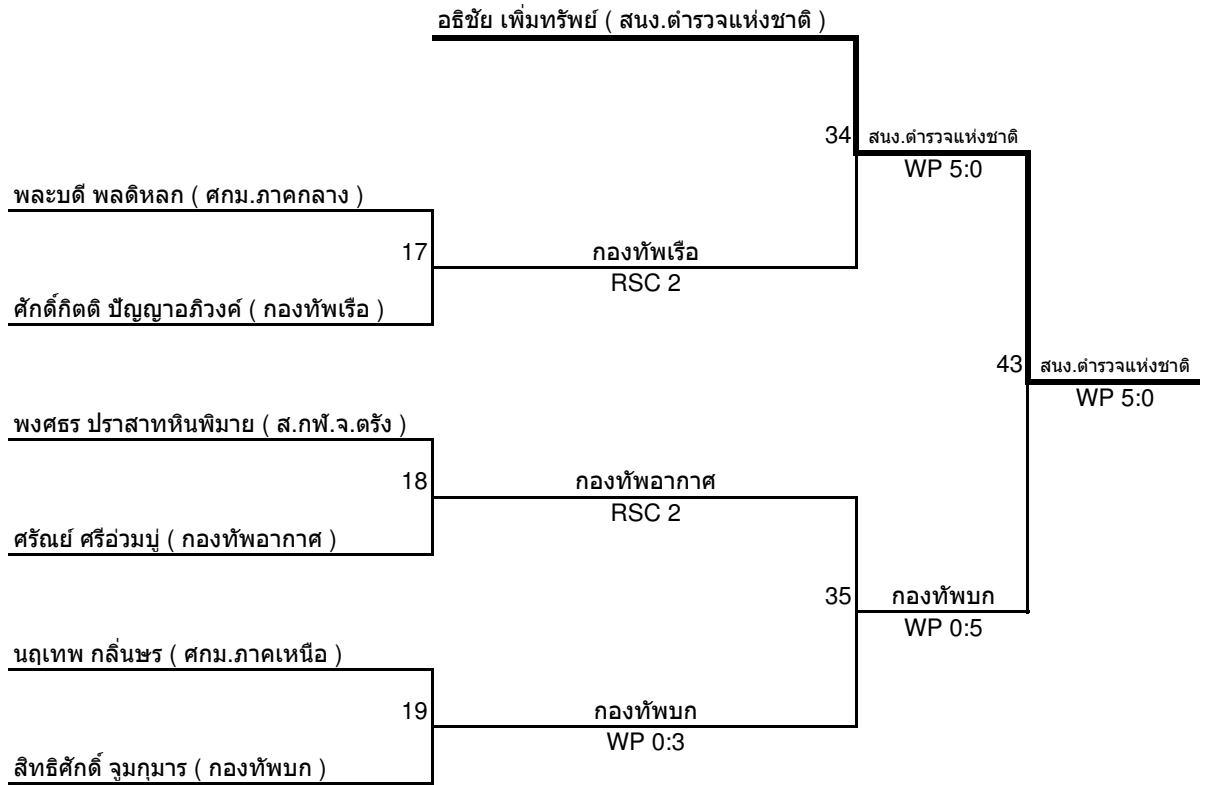 อธิชัย เพิ่มทรัพย์ ( สนง.ตำรวจแห่งชาติ )
34 สนง.ตำรวจแห่งชาติ
WP 5:0
พละบดี พลดิหลก ( ศกม.ภาคกลาง )
17 กองทัพเรือ
RSC 2
ศักดิ์กิตติ ปัญญาอภิวงค์ ( กองทัพเรือ )
43 สนง.ตำรวจแห่งชาติ
WP 5:0
พงศธร ปราสาทหินพิมาย ( ส.กฬ.จ.ตรัง )
18 กองทัพอากาศ
RSC 2
ศรัณย์ ศรีอ่วมบู่ ( กองทัพอากาศ )
35 กองทัพบก
WP 0:5
นฤเทพ กลิ่นษร ( ศกม.ภาคเหนือ )
19 กองทัพบก
WP 0:3
สิทธิศักดิ์ จูมกุมาร ( กองทัพบก )